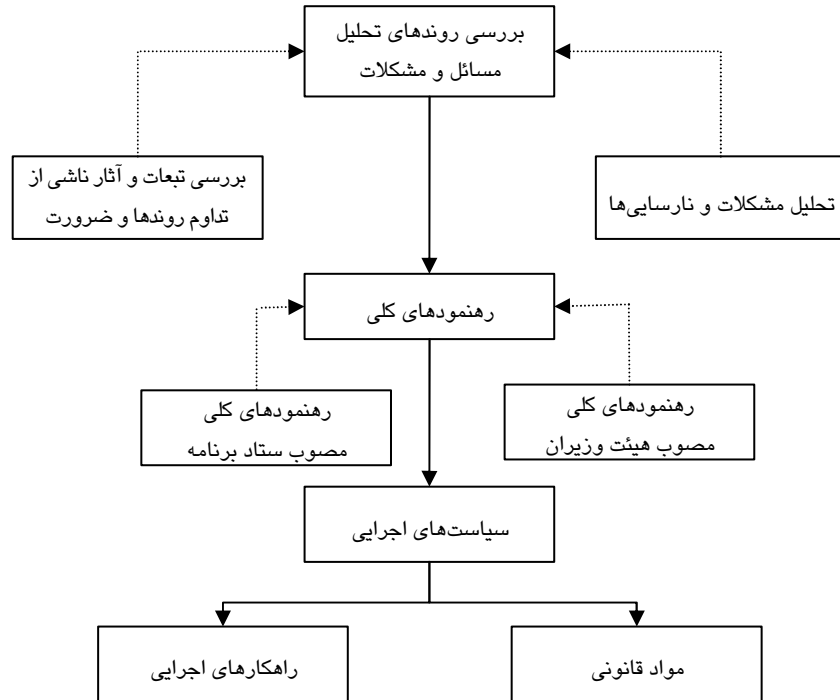 بررسی روندهای تحلیل
مسائل و مشکلات
تحلیل مشکلات و نارسایی‌ها
بررسی تبعات و آثار ناشی از
تداوم روندها و ضرورت
رهنمودهای کلی
رهنمودهای کلی
مصوب هیئت وزیران
رهنمودهای کلی
مصوب ستاد برنامه
سیاست‌های اجرایی
مواد قانونی
راهکارهای اجرایی